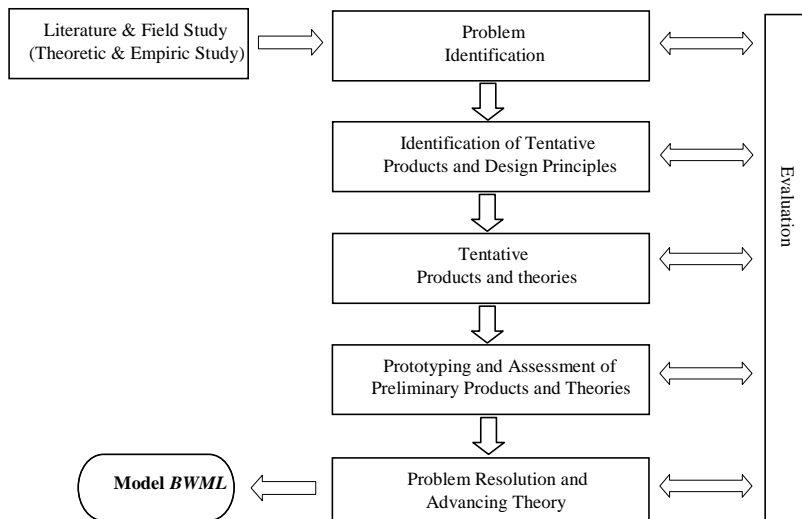 Literature & Field Study
(Theoretic & Empiric Study)
Problem
Identification
Identification of Tentative
Products and Design Principles
Tentative
Products and theories
Prototyping and Assessment of
Preliminary Products and Theories
Problem Resolution and
Advancing Theory
Model BWML
Evaluation